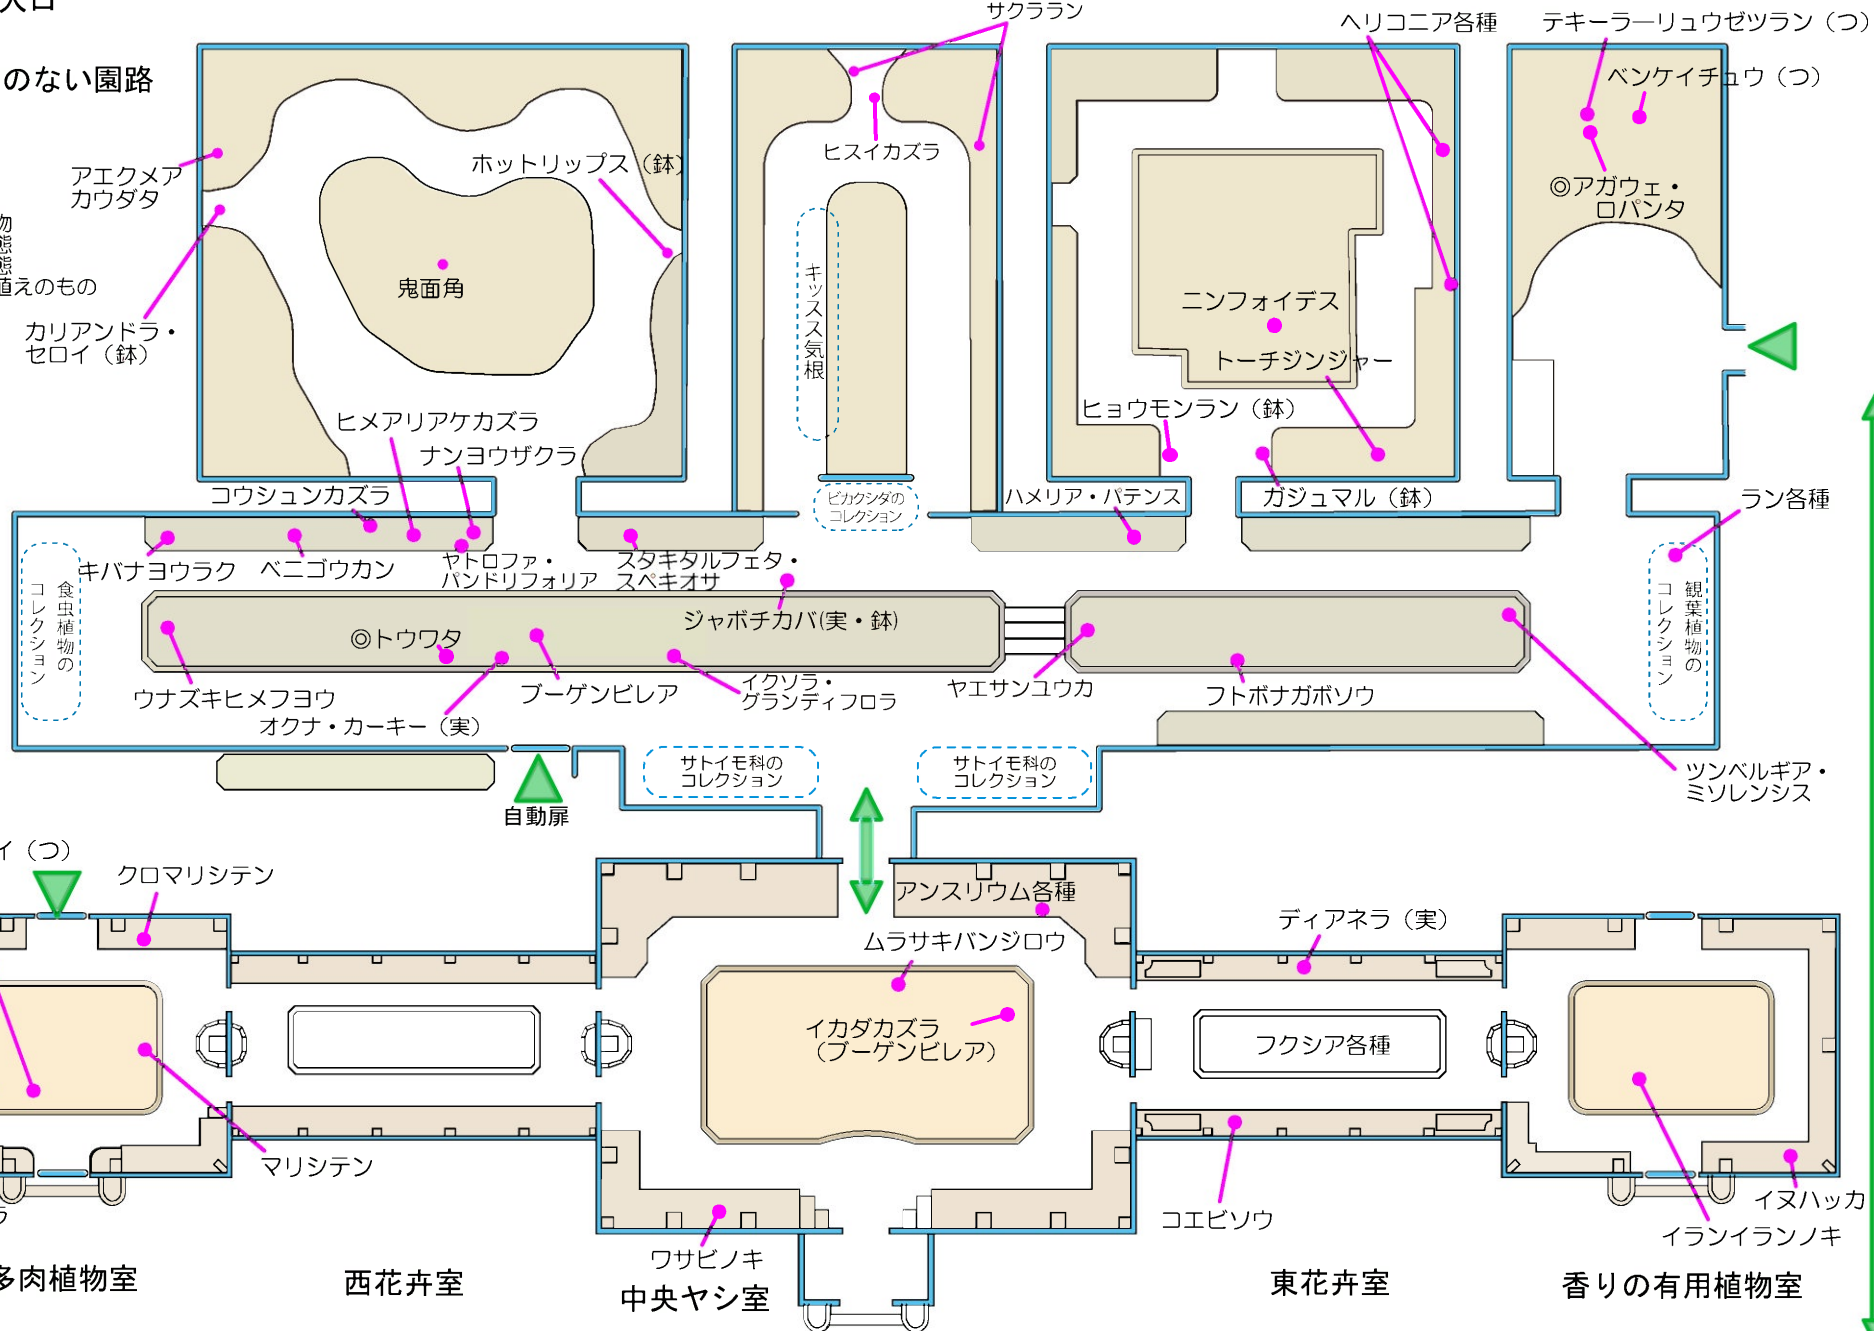 のない園路
サクララン
ヘリコニア各種
テキーラーリュウゼツラン（つ）
ベンケイチュウ（つ）
アエクメア
カウダタ
ホットリップス（鉢）
ヒスイカズラ
◎アガウェ・
ロパンタ
植えのもの
鬼面角
カリアンドラ・
セロイ（鉢）
キッスス気根
ニンフォイデス
トーチジンジャー
ヒメアリアケカズラ
ナンヨウザクラ
コウシュンカズラ
ヒョウモンラン（鉢）
ビカクシダの
コレクション
ハメリア・パテンス
ガジュマル（鉢）
ラン各種
キバナヨウラク
ベニゴウカン
ヤトロファ・
パンドリフォリア
スタキタルフェタ・
スペキオサ
食虫植物の
コレクション
観葉植物の
コレクション
ジャボチカバ(実・鉢)
◎トウワタ
ウナズキヒメフヨウ
オクナ・カーキー（実）
ブーゲンビレア
イクソラ・
グランディフロラ
ヤエサンユウカ
フトボナガボソウ
サトイモ科の
コレクション
サトイモ科の
コレクション
ツンベルギア・
ミソレンシス
自動扉
イ（つ）
クロマリシテン
アンスリウム各種
ムラサキバンジロウ
ディアネラ（実）
イカダカズラ
（ブーゲンビレア）
フクシア各種
マリシテン
ワサビノキ
コエビソウ
イヌハッカ
イランイランノキ
ラ
多肉植物室
西花卉室
中央ヤシ室
東花卉室
香りの有用植物室